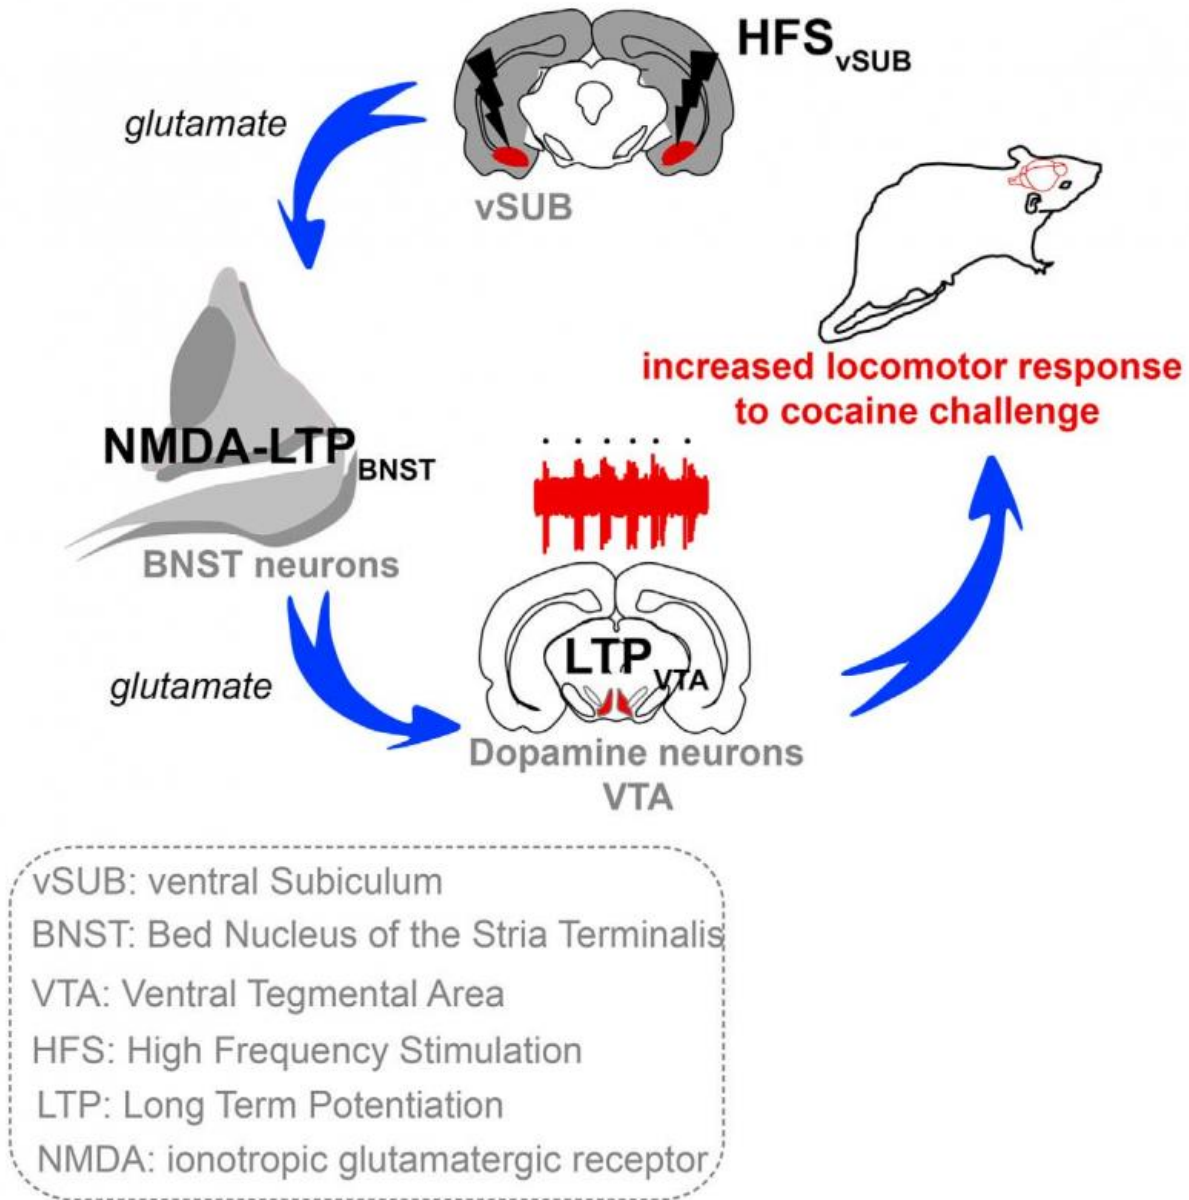 HFSvSUB
glutamate
vSUB
increased locomotor response
to cocaine challenge
NMDA-LTPBNST
BNST neurons
glutamate
LTPVTA
Dopamine neurons
VTA
vSUB: ventral Subiculum
BNST: Bed Nucleus of the Stria Terminalis
VTA: Ventral Tegmental Area
HFS: High Frequency Stimulation
LTP: Long Term Potentiation
NMDA: ionotropic glutamatergic receptor